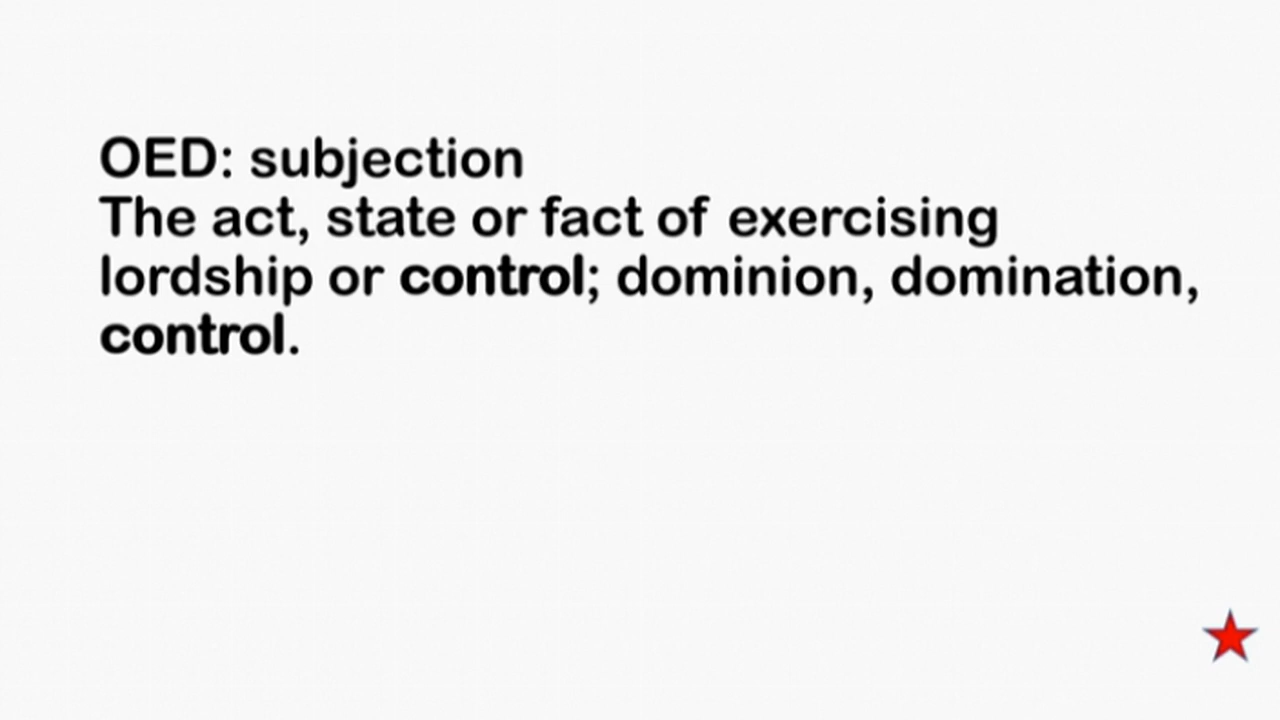 OED: subjection
The act, state or fact of exercising
lordship or control; dominion, domination,
control.